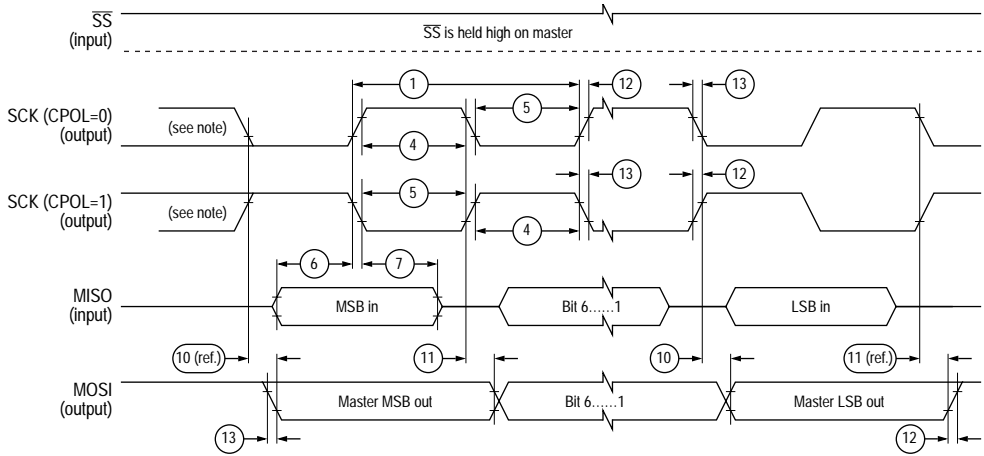 SS
(input)
SS is held high on master
1
12
13
5
SCK (CPOL=0)
(output)
(see note)
4
13
12
5
SCK (CPOL=1)
(output)
(see note)
4
6
7
MISO
(input)
MSB in
Bit 6......1
LSB in
10 (ref.)
11
10
11 (ref.)
MOSI
(output)
Master MSB out
Bit 6......1
Master LSB out
13
12